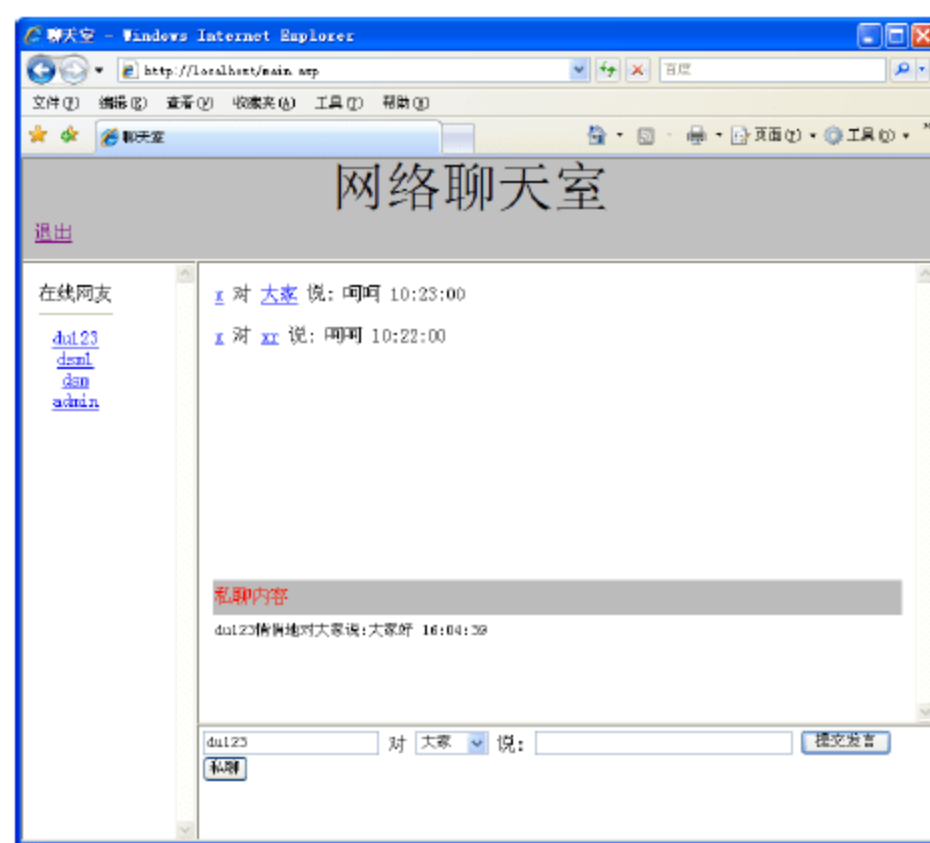 聊天室 - Windows Internet Explorer
http://localhost/main.asp
百度
文件(F) 编辑(E) 查看(V) 收藏夹(A) 工具(T) 帮助(H)
聊天室 页面(P) 工具(O)
网络聊天室
退出
在线网友
du123
dsm1
dsm
admin
x 对 大家 说: 呵呵 10:23:00
x 对 xr 说: 呵呵 10:22:00
私聊内容
du123悄悄地对大家说:大家好 16:04:39
du123 对 大家 说: 提交发言
私聊